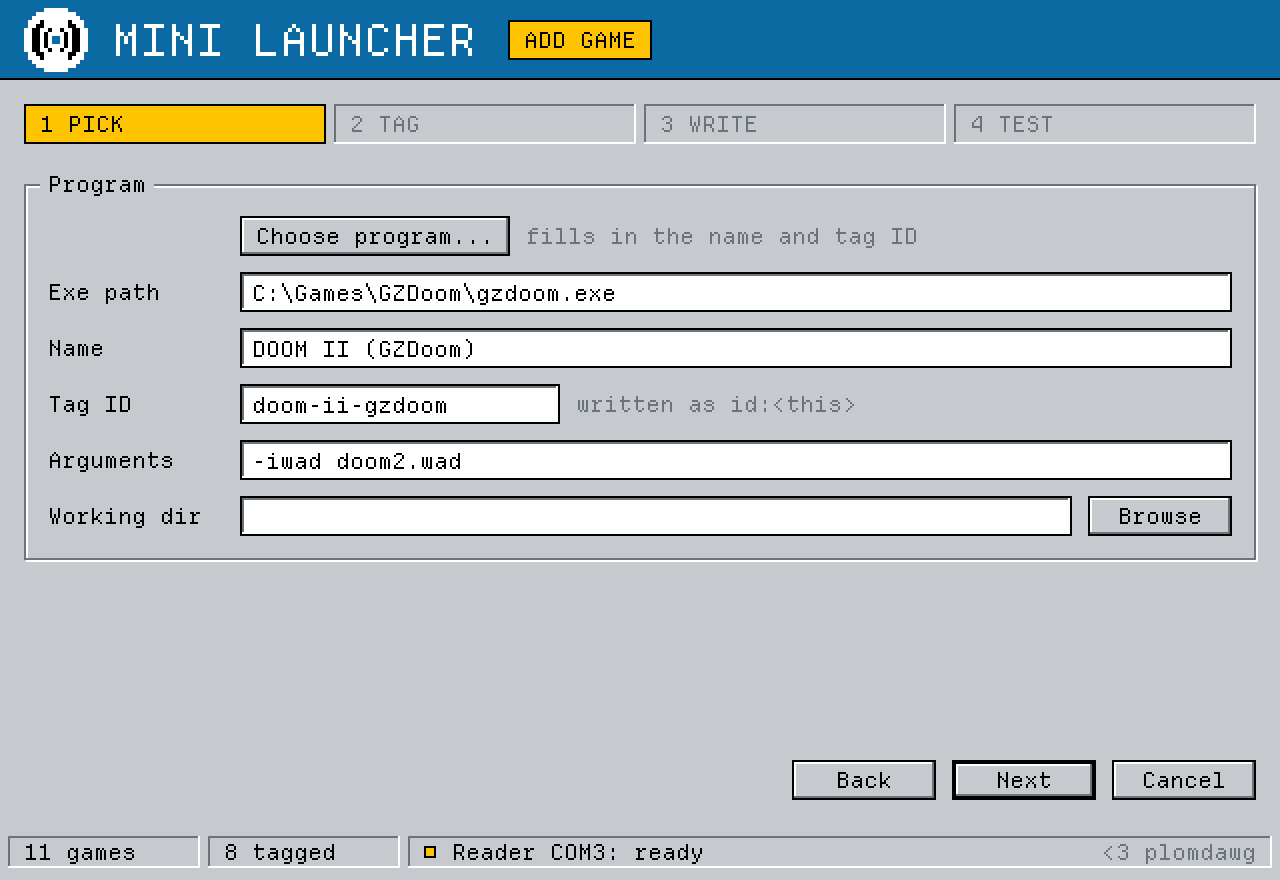 MINI LAUNCHER ADD GAME
1 PICK 2 TAG 3 WRITE 4 TEST
Program
Choose program... fills in the name and tag ID
Exe path C:\Games\GZDoom\gzdoom.exe
Name DOOM II (GZDoom)
Tag ID doom-ii-gzdoom written as id:<this>
Arguments -iwad doom2.wad
Working dir Browse
Back Next Cancel
11 games 8 tagged Reader COM3: ready <3 plomdawg